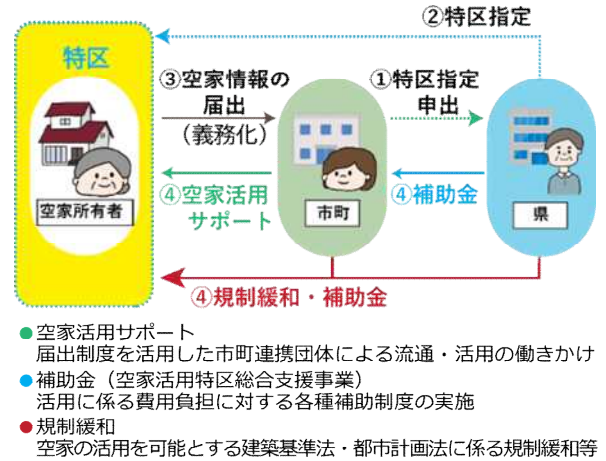 ②特区指定
特区
③空家情報の
届出
(義務化)
①特区指定
申出
④空家活用
サポート
④補助金
空家所有者
市町
県
④規制緩和・補助金
●空家活用サポート
届出制度を活用した市町連携団体による流通・活用の働きかけ
●補助金（空家活用特区総合支援事業）
活用に係る費用負担に対する各種補助制度の実施
●規制緩和
空家の活用を可能とする建築基準法・都市計画法に係る規制緩和等